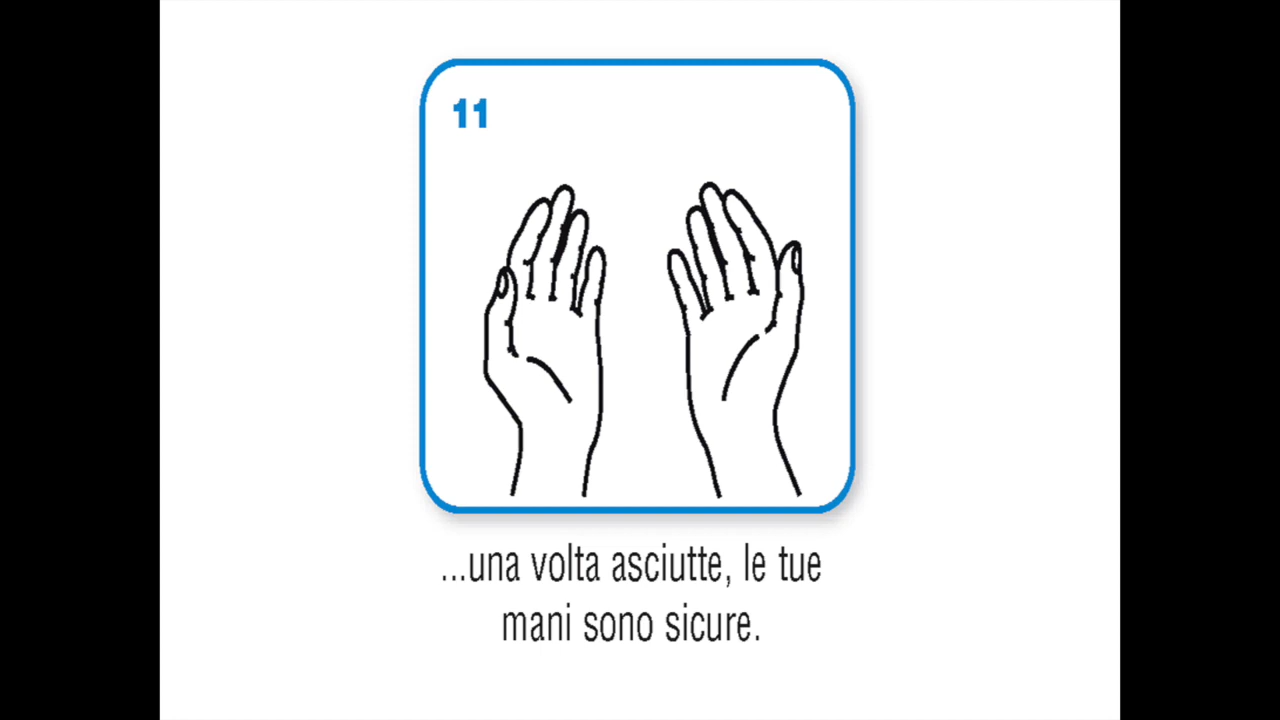 11
...una volta asciutte, le tue
mani sono sicure.